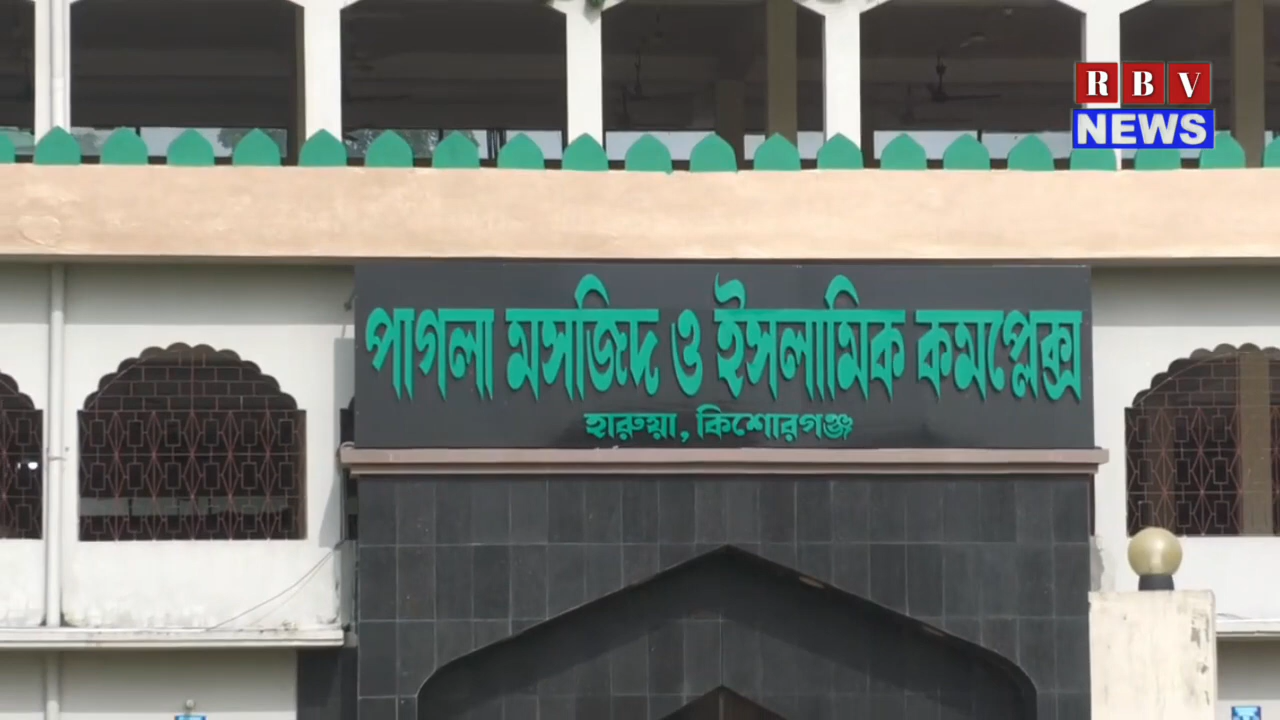 RBV
NEWS
পাগলা মসজিদ ও ইসলামিক কমপ্লেক্স
হারুয়া, কিশোরগঞ্জ